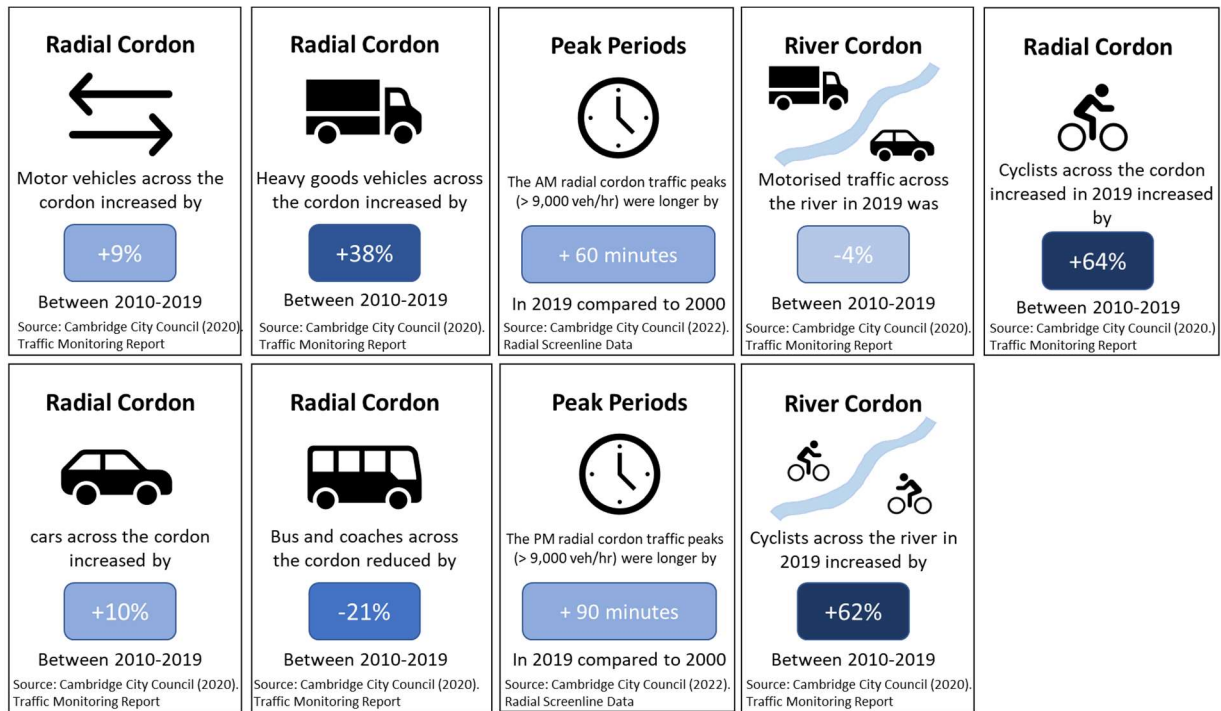 Radial Cordon
Motor vehicles across the
cordon increased by
+9%
Between 2010-2019
Source: Cambridge City Council (2020).
Traffic Monitoring Report
Radial Cordon
Heavy goods vehicles across
the cordon increased by
+38%
Between 2010-2019
Source: Cambridge City Council (2020).
Traffic Monitoring Report
Peak Periods
The AM radial cordon traffic peaks
(> 9,000 veh/hr) were longer by
+ 60 minutes
In 2019 compared to 2000
Source: Cambridge City Council (2022).
Radial Screenline Data
River Cordon
Motorised traffic across
the river in 2019 was
-4%
Between 2010-2019
Source: Cambridge City Council (2020).
Traffic Monitoring Report
Radial Cordon
Cyclists across the cordon
increased in 2019 increased
by
+64%
Between 2010-2019
Source: Cambridge City Council (2020.)
Traffic Monitoring Report
Radial Cordon
cars across the cordon
increased by
+10%
Between 2010-2019
Source: Cambridge City Council (2020).
Traffic Monitoring Report
Radial Cordon
Bus and coaches across
the cordon reduced by
-21%
Between 2010-2019
Source: Cambridge City Council (2020).
Traffic Monitoring Report
Peak Periods
The PM radial cordon traffic peaks
(> 9,000 veh/hr) were longer by
+ 90 minutes
In 2019 compared to 2000
Source: Cambridge City Council (2022).
Radial Screenline Data
River Cordon
Cyclists across the river in
2019 increased by
+62%
Between 2010-2019
Source: Cambridge City Council (2020).
Traffic Monitoring Report